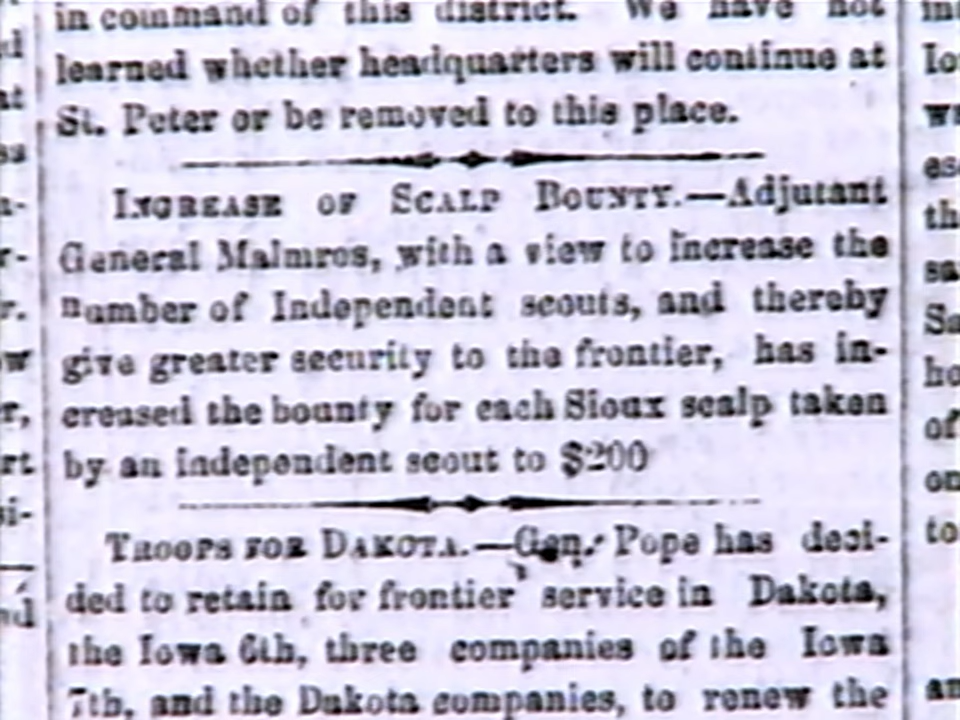 in command of this district. We have not
learned whether headquarters will continue at
St. Peter or be removed to this place.
INCREASE OF SCALP BOUNTY.—Adjutant
General Malmros, with a view to increase the
number of Independent scouts, and thereby
give greater security to the frontier, has in-
creased the bounty for each Sioux scalp taken
by an independent scout to $200
TROOPS FOR DAKOTA.—Gen. Pope has deci-
ded to retain for frontier service in Dakota,
the Iowa 6th, three companies of the Iowa
7th, and the Dakota companies, to renew the